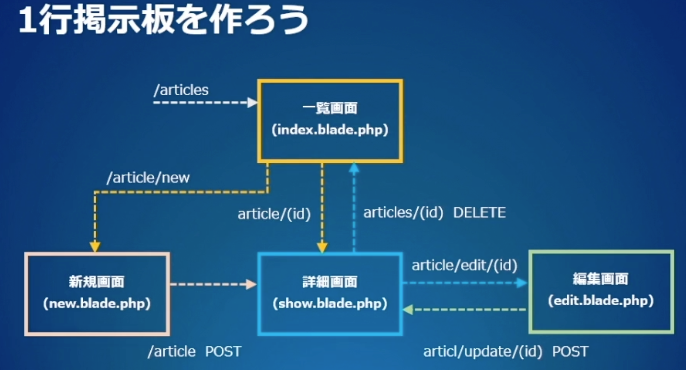 1行掲示板を作ろう
/articles
一覧画面
(index.blade.php)
/article/new
article/(id)
articles/(id) DELETE
新規画面
(new.blade.php)
詳細画面
(show.blade.php)
article/edit/(id)
編集画面
(edit.blade.php)
/article POST
articl/update/(id) POST